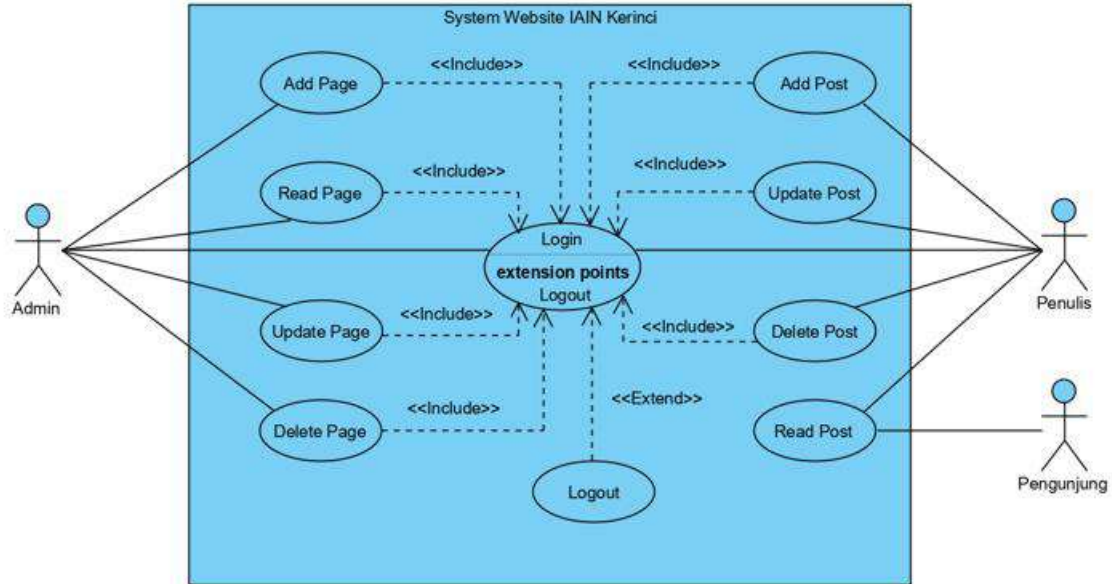 System Website IAIN Kerinci
<<Include>>
<<Include>>
Add Page
Add Post
<<Include>>
<<Include>>
Read Page
Update Post
Login
extension points
Logout
Admin
Penulis
<<Include>>
<<Include>>
Update Page
Delete Post
<<Include>>
<<Extend>>
Delete Page
Read Post
Logout
Pengunjung